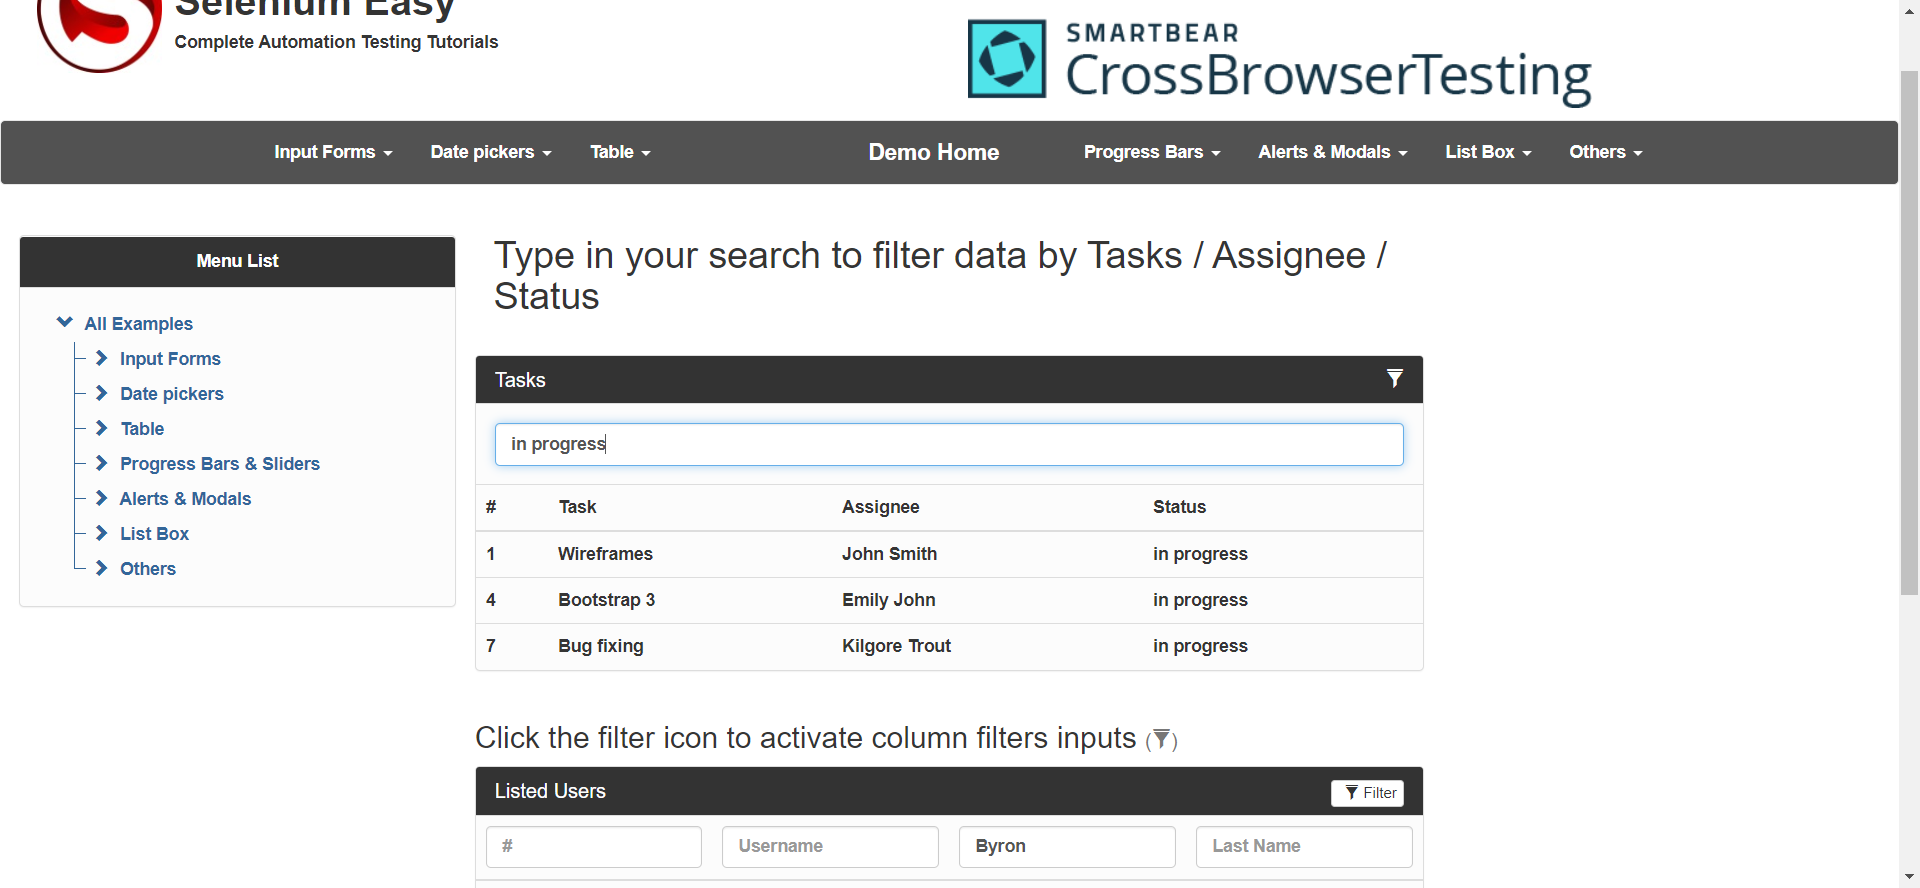 Selenium Easy
Complete Automation Testing Tutorials
SMARTBEAR
CrossBrowserTesting
Input Forms Date pickers Table Demo Home Progress Bars Alerts & Modals List Box Others
Menu List
All Examples
Input Forms
Date pickers
Table
Progress Bars & Sliders
Alerts & Modals
List Box
Others
Type in your search to filter data by Tasks / Assignee /
Status
Tasks
in progress
# Task Assignee Status
1 Wireframes John Smith in progress
4 Bootstrap 3 Emily John in progress
7 Bug fixing Kilgore Trout in progress
Click the filter icon to activate column filters inputs ()
Listed Users Filter
# Username Byron Last Name